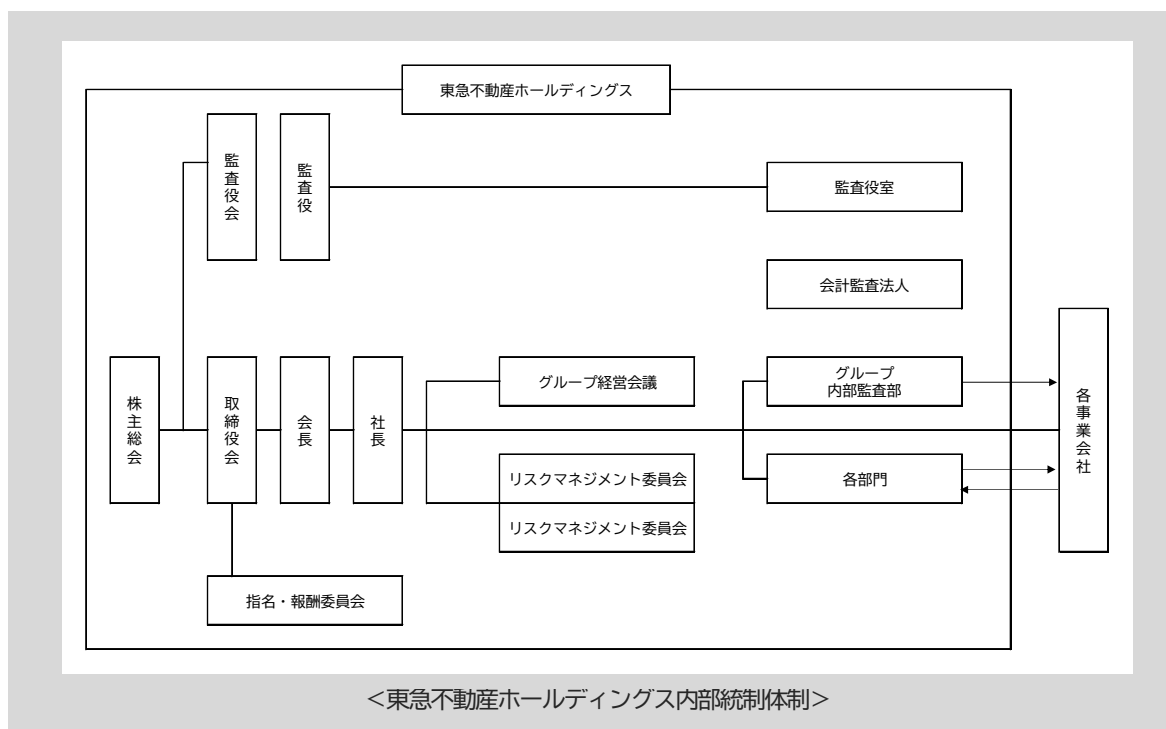 東急不動産ホールディングス
監査役会
監査役
監査役室
会計監査法人
株主総会
取締役会
会長
社長
グループ経営会議
グループ
内部監査部
各事業会社
リスクマネジメント委員会
各部門
リスクマネジメント委員会
指名・報酬委員会
＜東急不動産ホールディングス内部統制体制＞